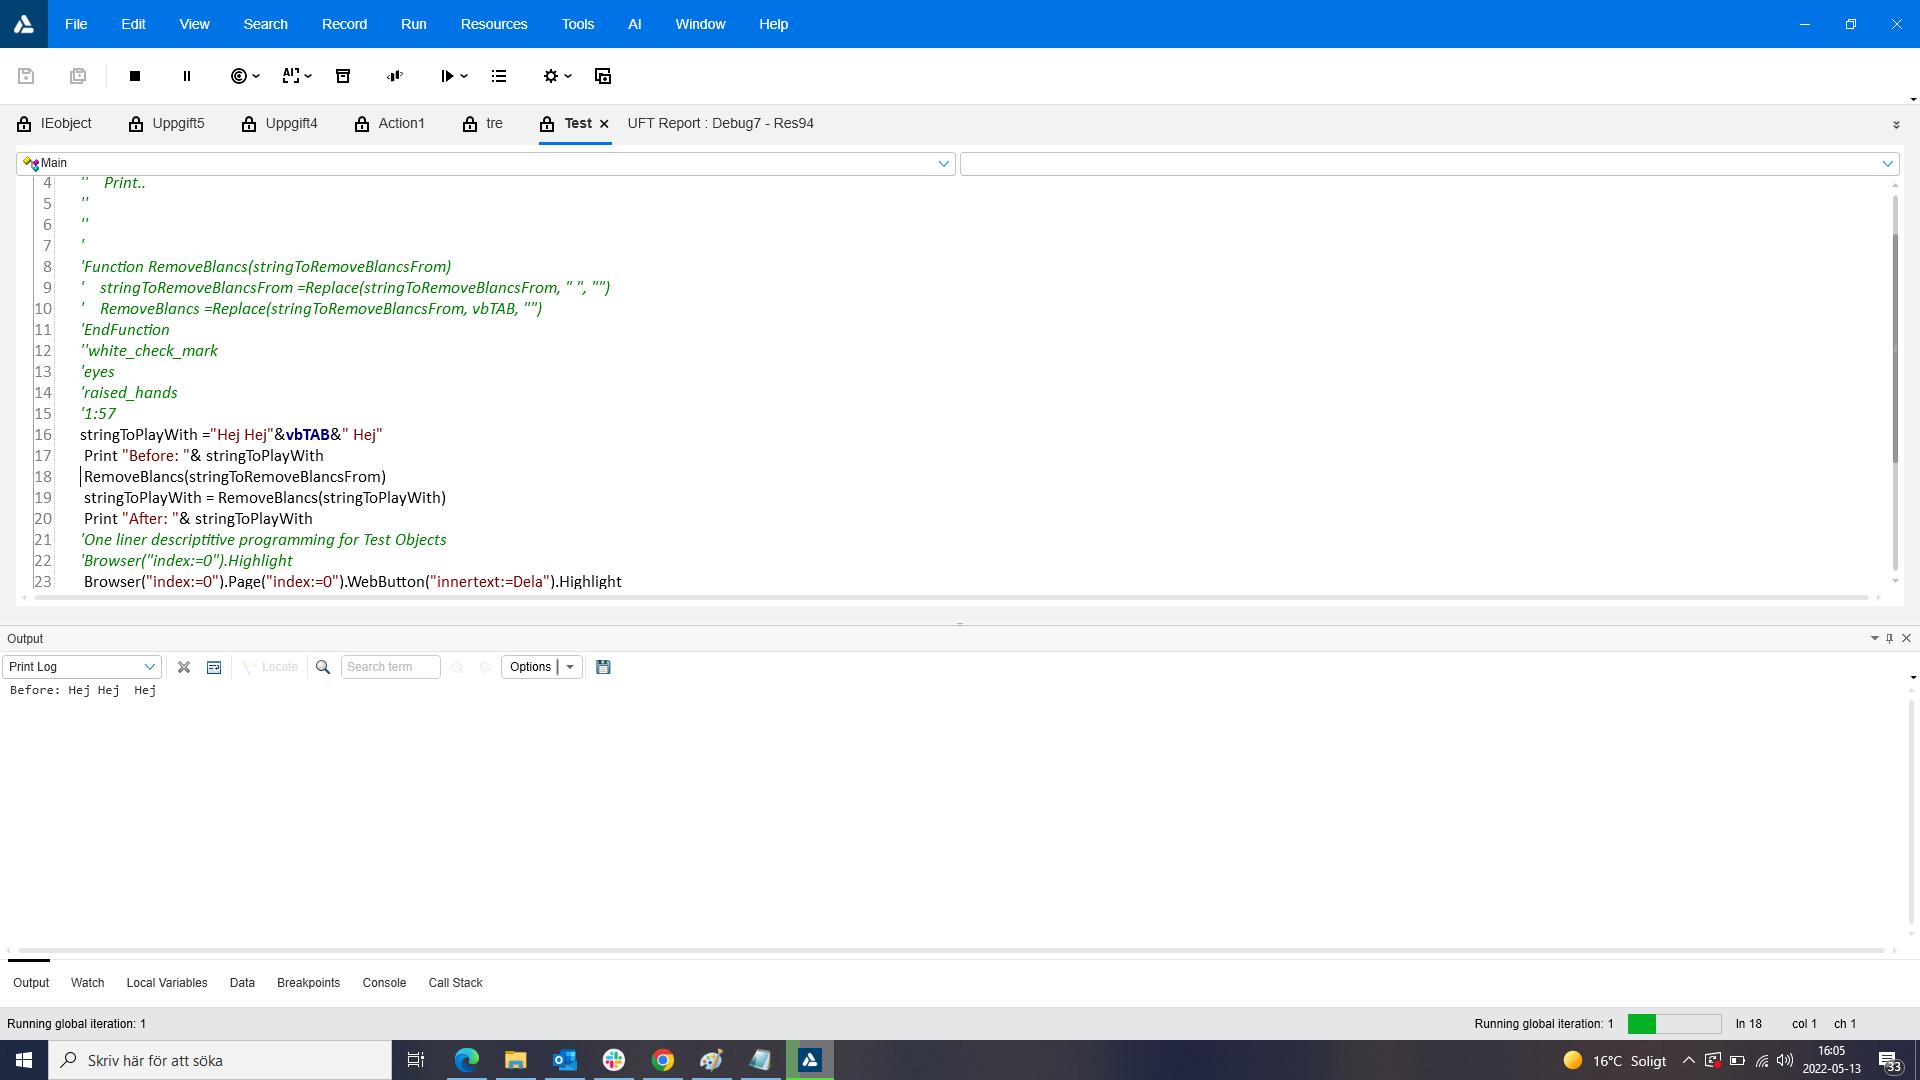 File Edit View Search Record Run Resources Tools AI Window Help
AI
IEobject Uppgift5 Uppgift4 Action1 tre Test UFT Report : Debug7 - Res94
Main
4 '' Print..
5 ''
6 ''
7 '
8 'Function RemoveBlancs(stringToRemoveBlancsFrom)
9 ' stringToRemoveBlancsFrom =Replace(stringToRemoveBlancsFrom, " ", "")
10 ' RemoveBlancs =Replace(stringToRemoveBlancsFrom, vbTAB, "")
11 'EndFunction
12 ''white_check_mark
13 'eyes
14 'raised_hands
15 '1:57
16 stringToPlayWith ="Hej Hej"&vbTAB&" Hej"
17 Print "Before: "& stringToPlayWith
18 RemoveBlancs(stringToRemoveBlancsFrom)
19 stringToPlayWith = RemoveBlancs(stringToPlayWith)
20 Print "After: "& stringToPlayWith
21 'One liner descriptitive programming for Test Objects
22 'Browser("index:=0").Highlight
23 Browser("index:=0").Page("index:=0").WebButton("innertext:=Dela").Highlight
Output
Print Log Locate Search term Options
Before: Hej Hej  Hej
Output Watch Local Variables Data Breakpoints Console Call Stack
Running global iteration: 1 Running global iteration: 1 ln 18 col 1 ch 1
Skriv här för att söka 16°C Soligt 16:05
2022-05-13 33